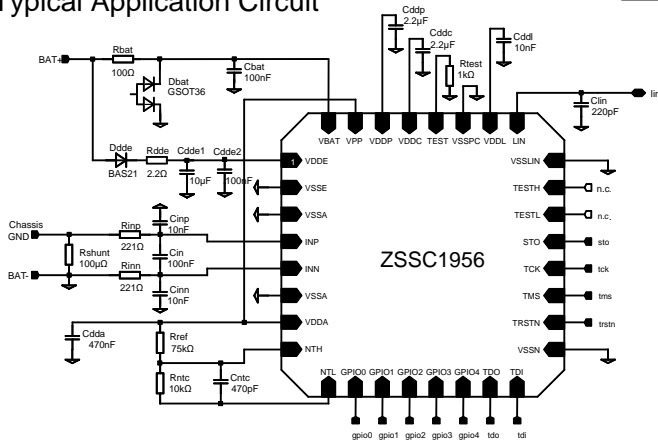 Typical Application Circuit
Cddp
2.2µF
Cddc
2.2µF
Rtest
1kΩ
Cddl
10nF
BAT+
Rbat
100Ω
Dbat
GSOT36
Cbat
100nF
Clin
220pF
lin
VBAT VPP VDDP VDDC TEST VSSPC VDDL LIN
Ddde
BAS21
Rdde
2.2Ω
Cdde1
10µF
Cdde2
100nF
1 VDDE
VSSE
VSSA
INP
INN
VSSA
VDDA
NTH
VSSLIN
TESTH n.c.
TESTL n.c.
STO sto
TCK tck
TMS tms
TRSTN trstn
VSSN
ZSSC1956
Chassis
GND
Rinp
221Ω
Cinp
10nF
Rshunt
100µΩ
Cin
100nF
BAT-
Rinn
221Ω
Cinn
10nF
Cdda
470nF
Rref
75kΩ
Rntc
10kΩ
Cntc
470pF
NTL GPIO0 GPIO1 GPIO2 GPIO3 GPIO4 TDO TDI
gpio0 gpio1 gpio2 gpio3 gpio4 tdo tdi